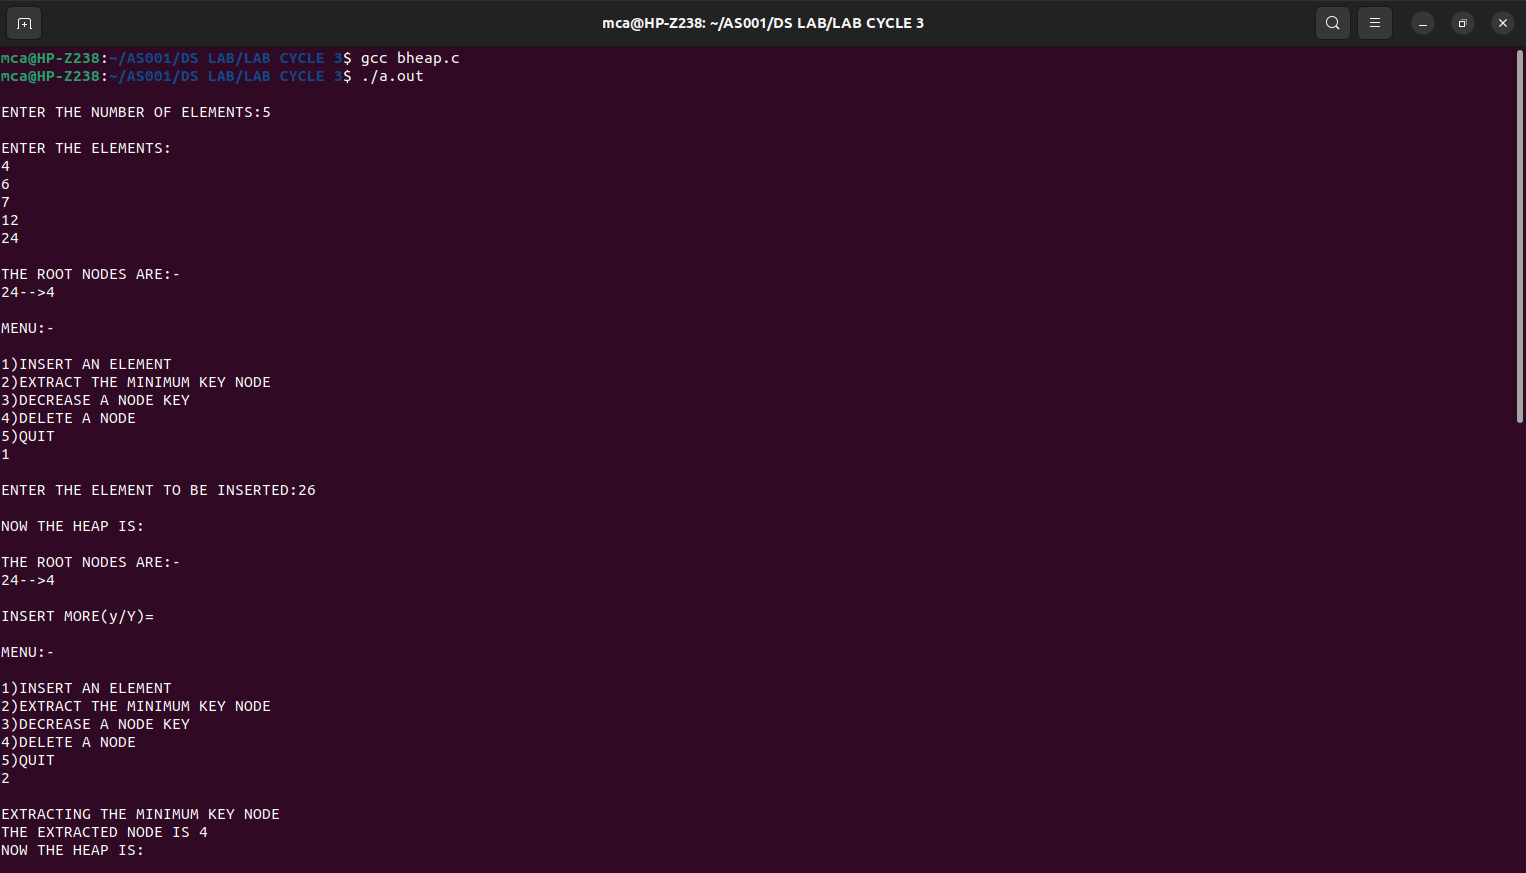 mca@HP-Z238: ~/AS001/DS LAB/LAB CYCLE 3
mca@HP-Z238:~/AS001/DS LAB/LAB CYCLE 3$ gcc bheap.c
mca@HP-Z238:~/AS001/DS LAB/LAB CYCLE 3$ ./a.out
ENTER THE NUMBER OF ELEMENTS:5
ENTER THE ELEMENTS:
4
6
7
12
24
THE ROOT NODES ARE:-
24-->4
MENU:-
1)INSERT AN ELEMENT
2)EXTRACT THE MINIMUM KEY NODE
3)DECREASE A NODE KEY
4)DELETE A NODE
5)QUIT
1
ENTER THE ELEMENT TO BE INSERTED:26
NOW THE HEAP IS:
THE ROOT NODES ARE:-
24-->4
INSERT MORE(y/Y)=
MENU:-
1)INSERT AN ELEMENT
2)EXTRACT THE MINIMUM KEY NODE
3)DECREASE A NODE KEY
4)DELETE A NODE
5)QUIT
2
EXTRACTING THE MINIMUM KEY NODE
THE EXTRACTED NODE IS 4
NOW THE HEAP IS: